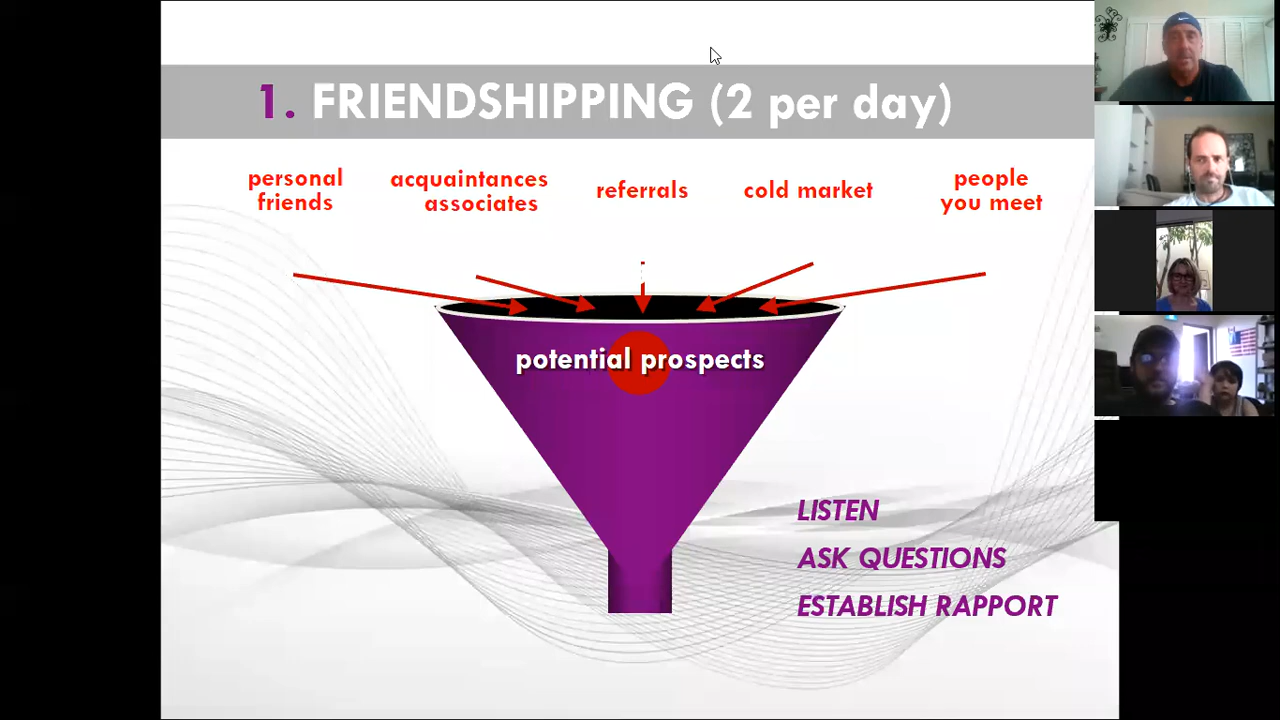 1. FRIENDSHIPPING (2 per day)
personal
friends
acquaintances
associates
referrals
cold market
people
you meet
potential prospects
LISTEN
ASK QUESTIONS
ESTABLISH RAPPORT